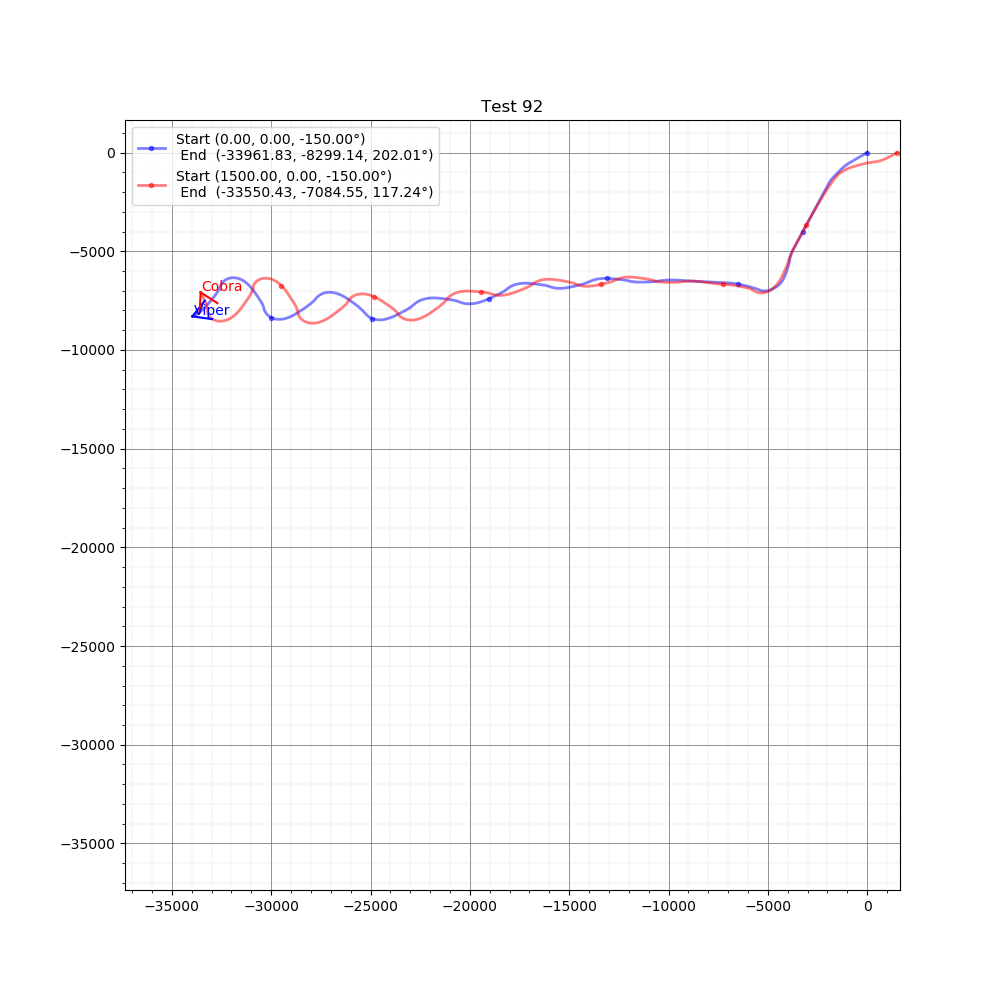 Test 92
Start (0.00, 0.00, -150.00°)
End (-33961.83, -8299.14, 202.01°)
Start (1500.00, 0.00, -150.00°)
End (-33550.43, -7084.55, 117.24°)
0
−5000
−10000
−15000
−20000
−25000
−30000
−35000
Cobra
Viper
−35000 −30000 −25000 −20000 −15000 −10000 −5000 0